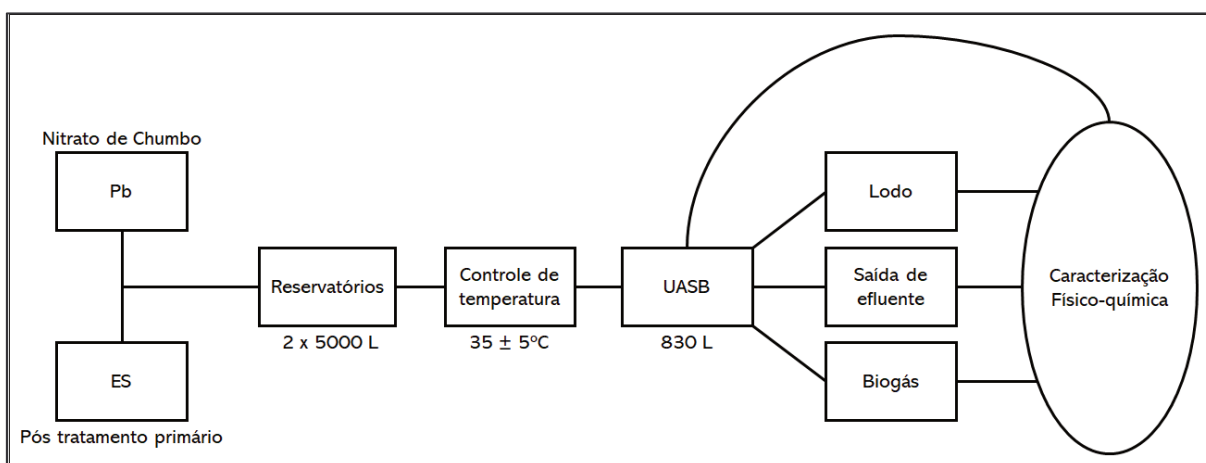 Nitrato de Chumbo
Pb
ES
Pós tratamento primário
Reservatórios
2 x 5000 L
Controle de
temperatura
35 ± 5ºC
UASB
830 L
Lodo
Saída de
efluente
Biogás
Caracterização
Físico-química